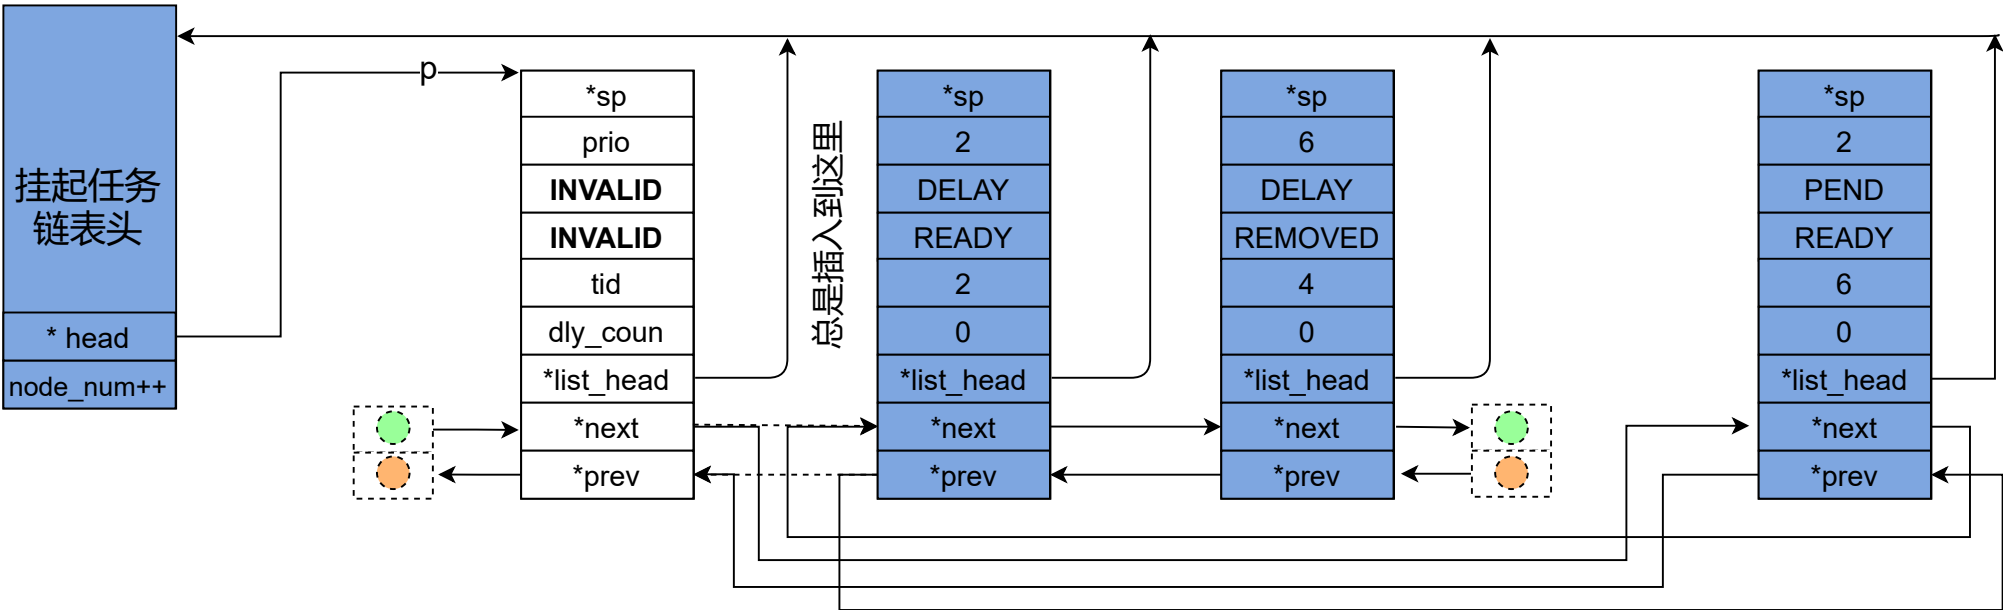 挂起任务
链表头
* head
node_num++
p
*sp
prio
INVALID
INVALID
tid
dly_coun
*list_head
*next
*prev
总是插入到这里
*sp
2
DELAY
READY
2
0
*list_head
*next
*prev
*sp
6
DELAY
REMOVED
4
0
*list_head
*next
*prev
*sp
2
PEND
READY
6
0
*list_head
*next
*prev